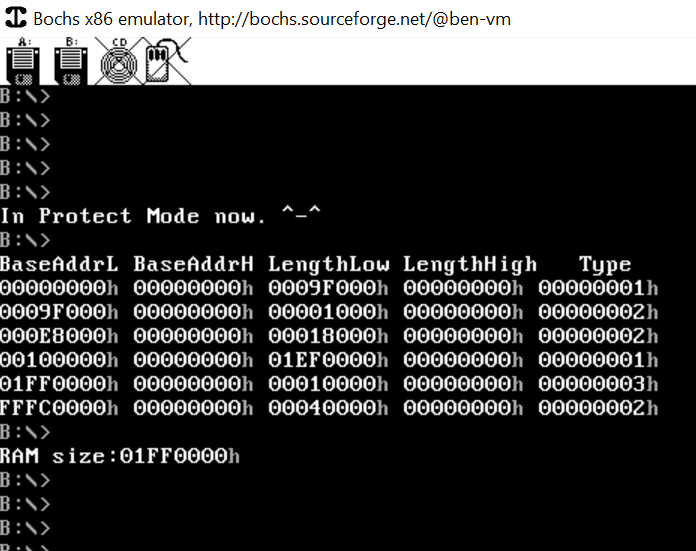 Bochs x86 emulator, http://bochs.sourceforge.net/@ben-vm
A: B: CD
B:\>
B:\>
B:\>
B:\>
B:\>
In Protect Mode now. ^-^
B:\>
BaseAddrL BaseAddrH LengthLow LengthHigh Type
00000000h 00000000h 0009F000h 00000000h 00000001h
0009F000h 00000000h 00001000h 00000000h 00000002h
000E8000h 00000000h 00018000h 00000000h 00000002h
00100000h 00000000h 01EF0000h 00000000h 00000001h
01FF0000h 00000000h 00010000h 00000000h 00000003h
FFFC0000h 00000000h 00040000h 00000000h 00000002h
B:\>
RAM size:01FF0000h
B:\>
B:\>
B:\>
B:\>